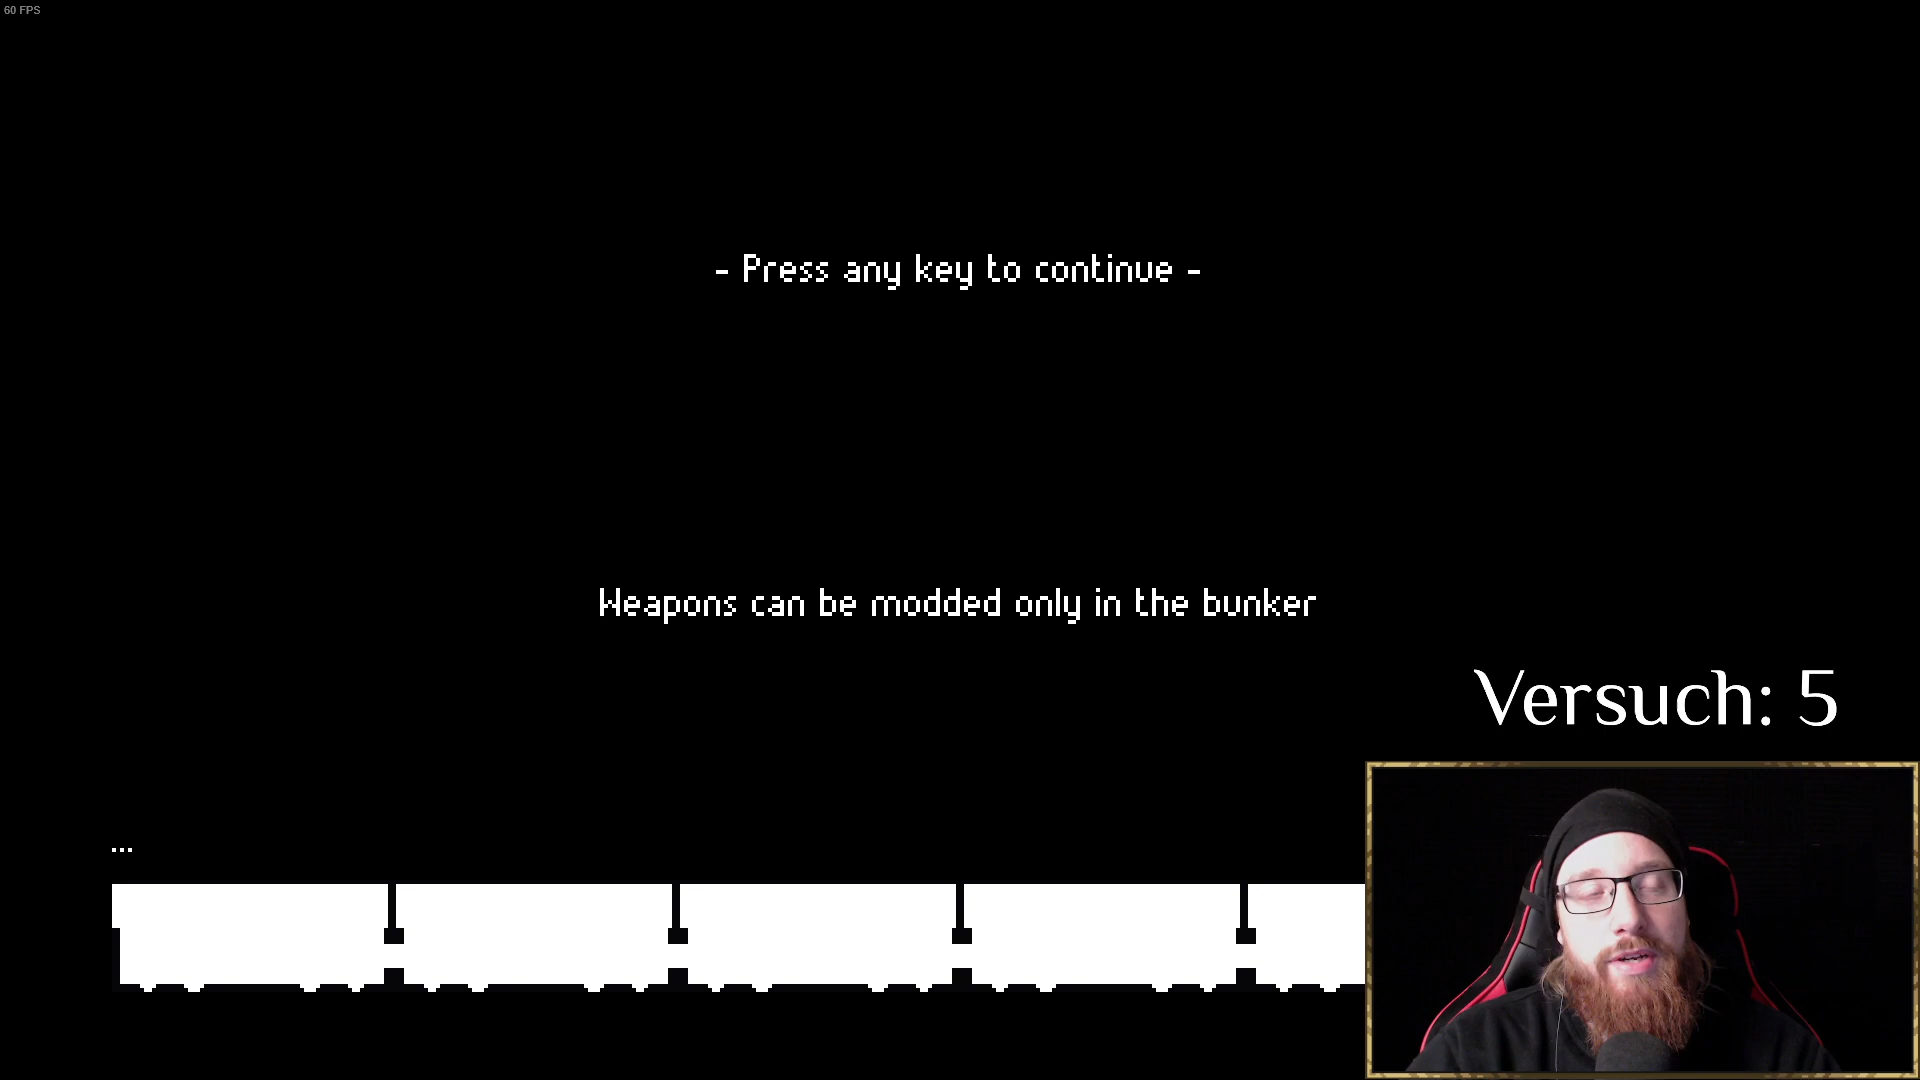 60 FPS
- Press any key to continue -
Weapons can be modded only in the bunker
Versuch: 5
...